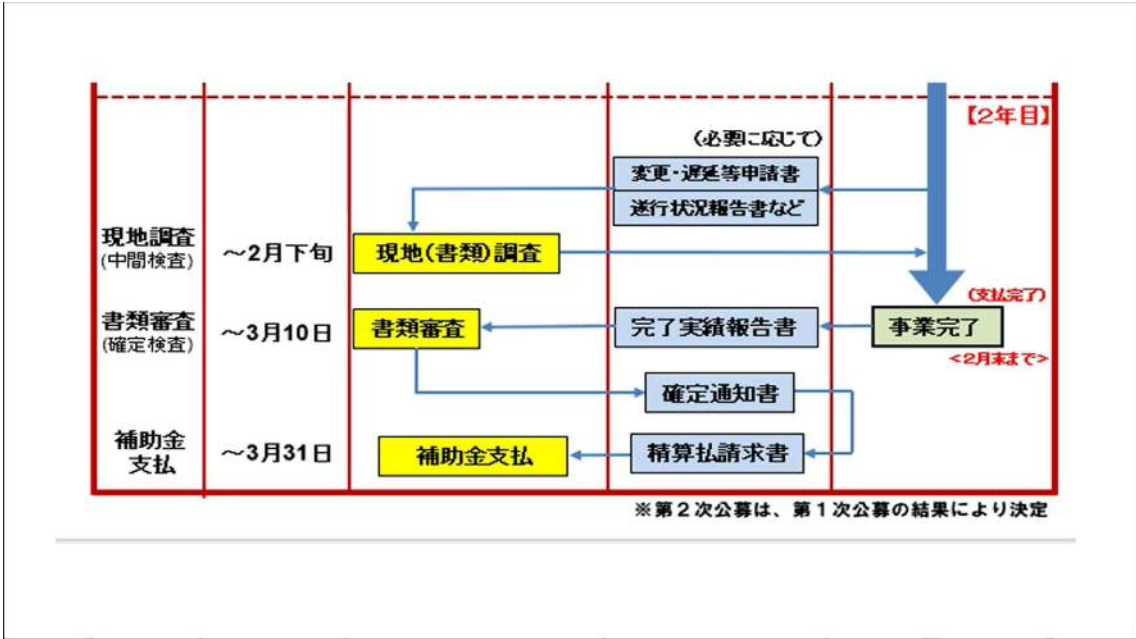 【2年目】
(必要に応じて)
変更・遅延等申請書
遂行状況報告書など
現地調査
(中間検査)
～2月下旬
現地(書類)調査
(支払完了)
書類審査
(確定検査)
～3月10日
書類審査
完了実績報告書
事業完了
<2月末まで>
確定通知書
補助金
支払
～3月31日
補助金支払
精算払請求書
※第２次公募は、第１次公募の結果により決定